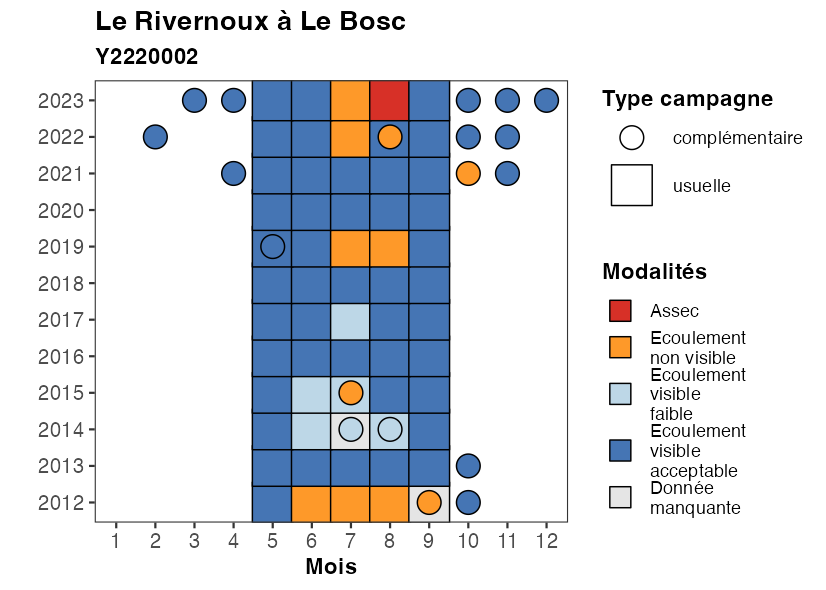 Le Rivernoux à Le Bosc
Y2220002
2023
2022
2021
2020
2019
2018
2017
2016
2015
2014
2013
2012
1 2 3 4 5 6 7 8 9 10 11 12
Mois
Type campagne
complémentaire
usuelle
Modalités
Assec
Ecoulement
non visible
Ecoulement
visible
faible
Ecoulement
visible
acceptable
Donnée
manquante